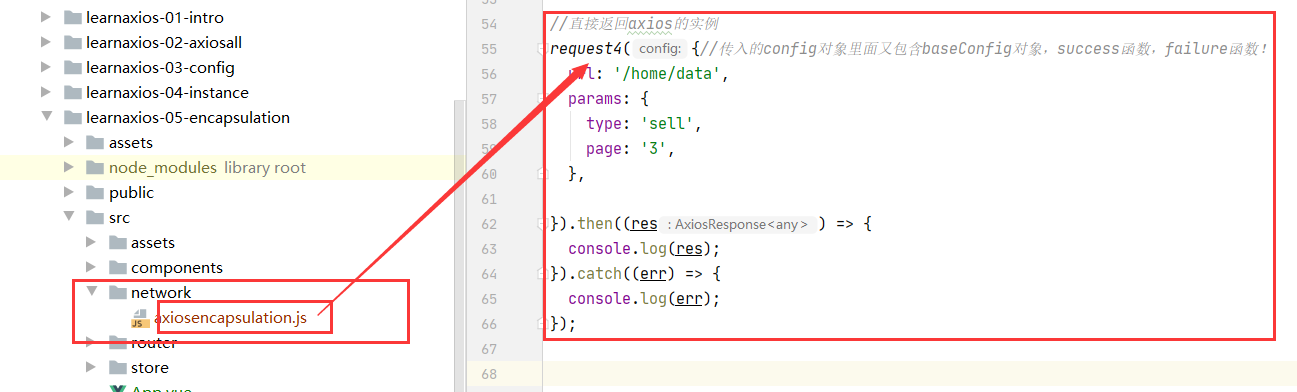 learnaxios-01-intro
learnaxios-02-axiosall
learnaxios-03-config
learnaxios-04-instance
learnaxios-05-encapsulation
assets
node_modules library root
public
src
assets
components
network
JS axiosencapsulation.js
router
store
App.vue
54 //直接返回axios的实例
55 request4( config: {//传入的config对象里面又包含baseConfig对象，success函数，failure函数!
56 url: '/home/data',
57 params: {
58 type: 'sell',
59 page: '3',
60 },
61
62 }).then((res : AxiosResponse<any> ) => {
63 console.log(res);
64 }).catch((err) => {
65 console.log(err);
66 });
67
68